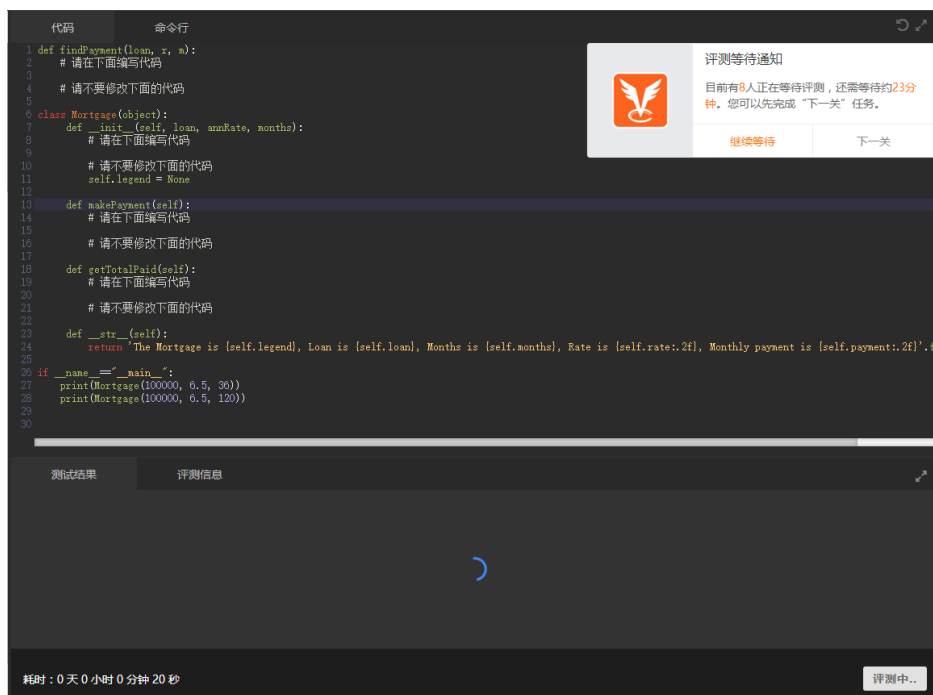 代码 命令行
1 def findPayment(loan, r, m):
2 # 请在下面编写代码
3
4 # 请不要修改下面的代码
5
6 class Mortgage(object):
7 def __init__(self, loan, annRate, months):
8 # 请在下面编写代码
9
10 # 请不要修改下面的代码
11 self.legend = None
12
13 def makePayment(self):
14 # 请在下面编写代码
15
16 # 请不要修改下面的代码
17
18 def getTotalPaid(self):
19 # 请在下面编写代码
20
21 # 请不要修改下面的代码
22
23 def __str__(self):
24 return 'The Mortgage is {self.legend}, Loan is {self.loan}, Months is {self.months}, Rate is {self.rate:.2f}, Monthly payment is {self.payment:.2f}'.f
25
26 if __name__=="__main__":
27 print(Mortgage(100000, 6.5, 36))
28 print(Mortgage(100000, 6.5, 120))
29
30
评测等待通知
目前有8人正在等待评测，还需等待约23分
钟。您可以先完成“下一关”任务。
继续等待 下一关
测试结果 评测信息
耗时：0 天 0 小时 0 分钟 20 秒
评测中..